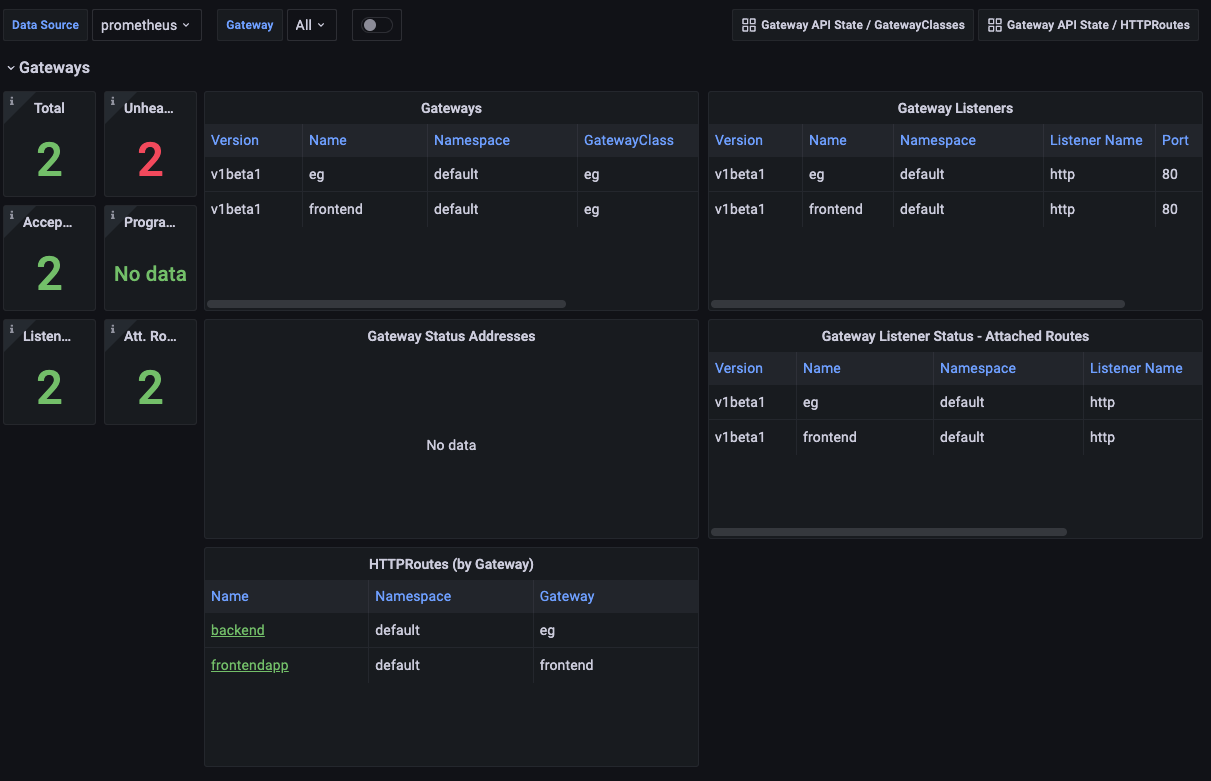 Data Source prometheus Gateway All Gateway API State / GatewayClasses Gateway API State / HTTPRoutes
Gateways
Total
2
Unhea...
2
Accep...
2
Progra...
No data
Listen...
2
Att. Ro...
2
Gateways
Version Name Namespace GatewayClass
v1beta1 eg default eg
v1beta1 frontend default eg
Gateway Listeners
Version Name Namespace Listener Name Port
v1beta1 eg default http 80
v1beta1 frontend default http 80
Gateway Status Addresses
No data
Gateway Listener Status - Attached Routes
Version Name Namespace Listener Name
v1beta1 eg default http
v1beta1 frontend default http
HTTPRoutes (by Gateway)
Name Namespace Gateway
backend default eg
frontendapp default frontend